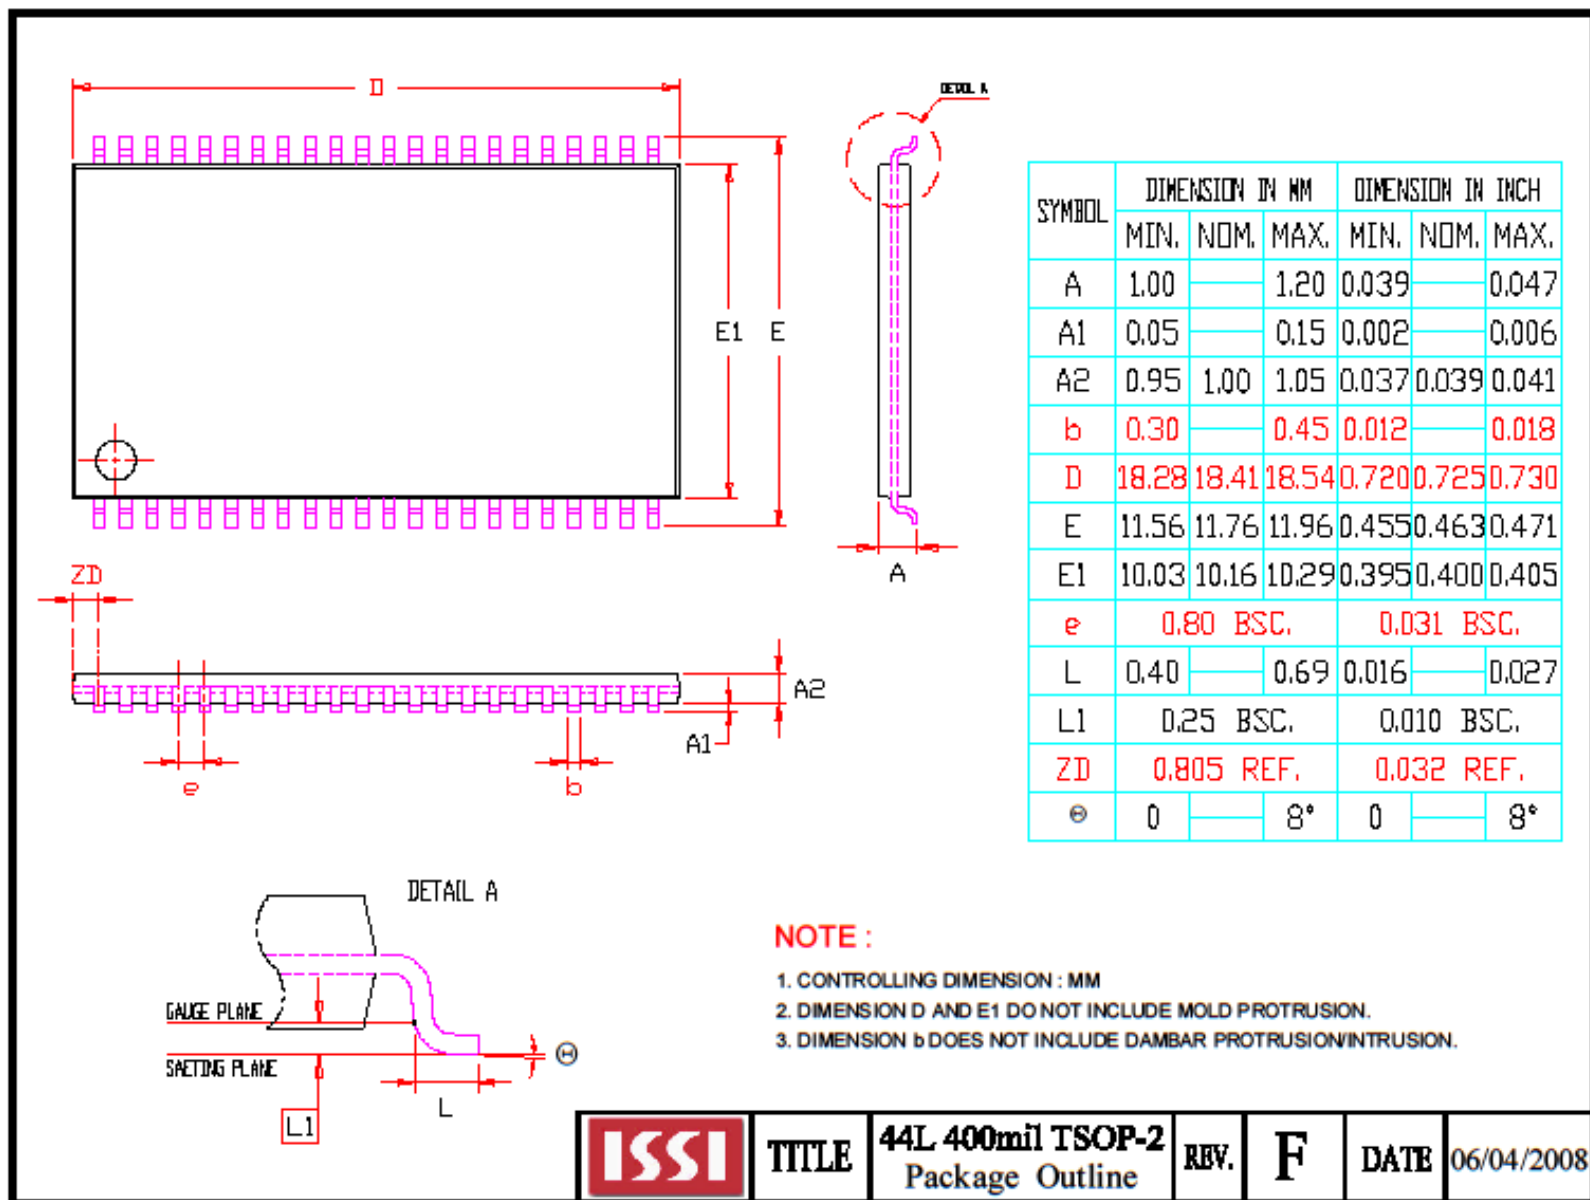 D
DETAIL A
E1
E
A
ZD
A2
A1
e
b
SYMBOL DIMENSION IN MM DIMENSION IN INCH
MIN. NOM. MAX. MIN. NOM. MAX.
A 1.00 1.20 0.039 0.047
A1 0.05 0.15 0.002 0.006
A2 0.95 1.00 1.05 0.037 0.039 0.041
b 0.30 0.45 0.012 0.018
D 18.28 18.41 18.54 0.720 0.725 0.730
E 11.56 11.76 11.96 0.455 0.463 0.471
E1 10.03 10.16 10.29 0.395 0.400 0.405
e 0.80 BSC. 0.031 BSC.
L 0.40 0.69 0.016 0.027
L1 0.25 BSC. 0.010 BSC.
ZD 0.805 REF. 0.032 REF.
Θ 0 8° 0 8°
DETAIL A
GAUGE PLANE
SAETING PLANE
Θ
L
L1
NOTE :
1. CONTROLLING DIMENSION : MM
2. DIMENSION D AND E1 DO NOT INCLUDE MOLD PROTRUSION.
3. DIMENSION b DOES NOT INCLUDE DAMBAR PROTRUSION/INTRUSION.
ISSI TITLE 44L 400mil TSOP-2 Package Outline REV. F DATE 06/04/2008